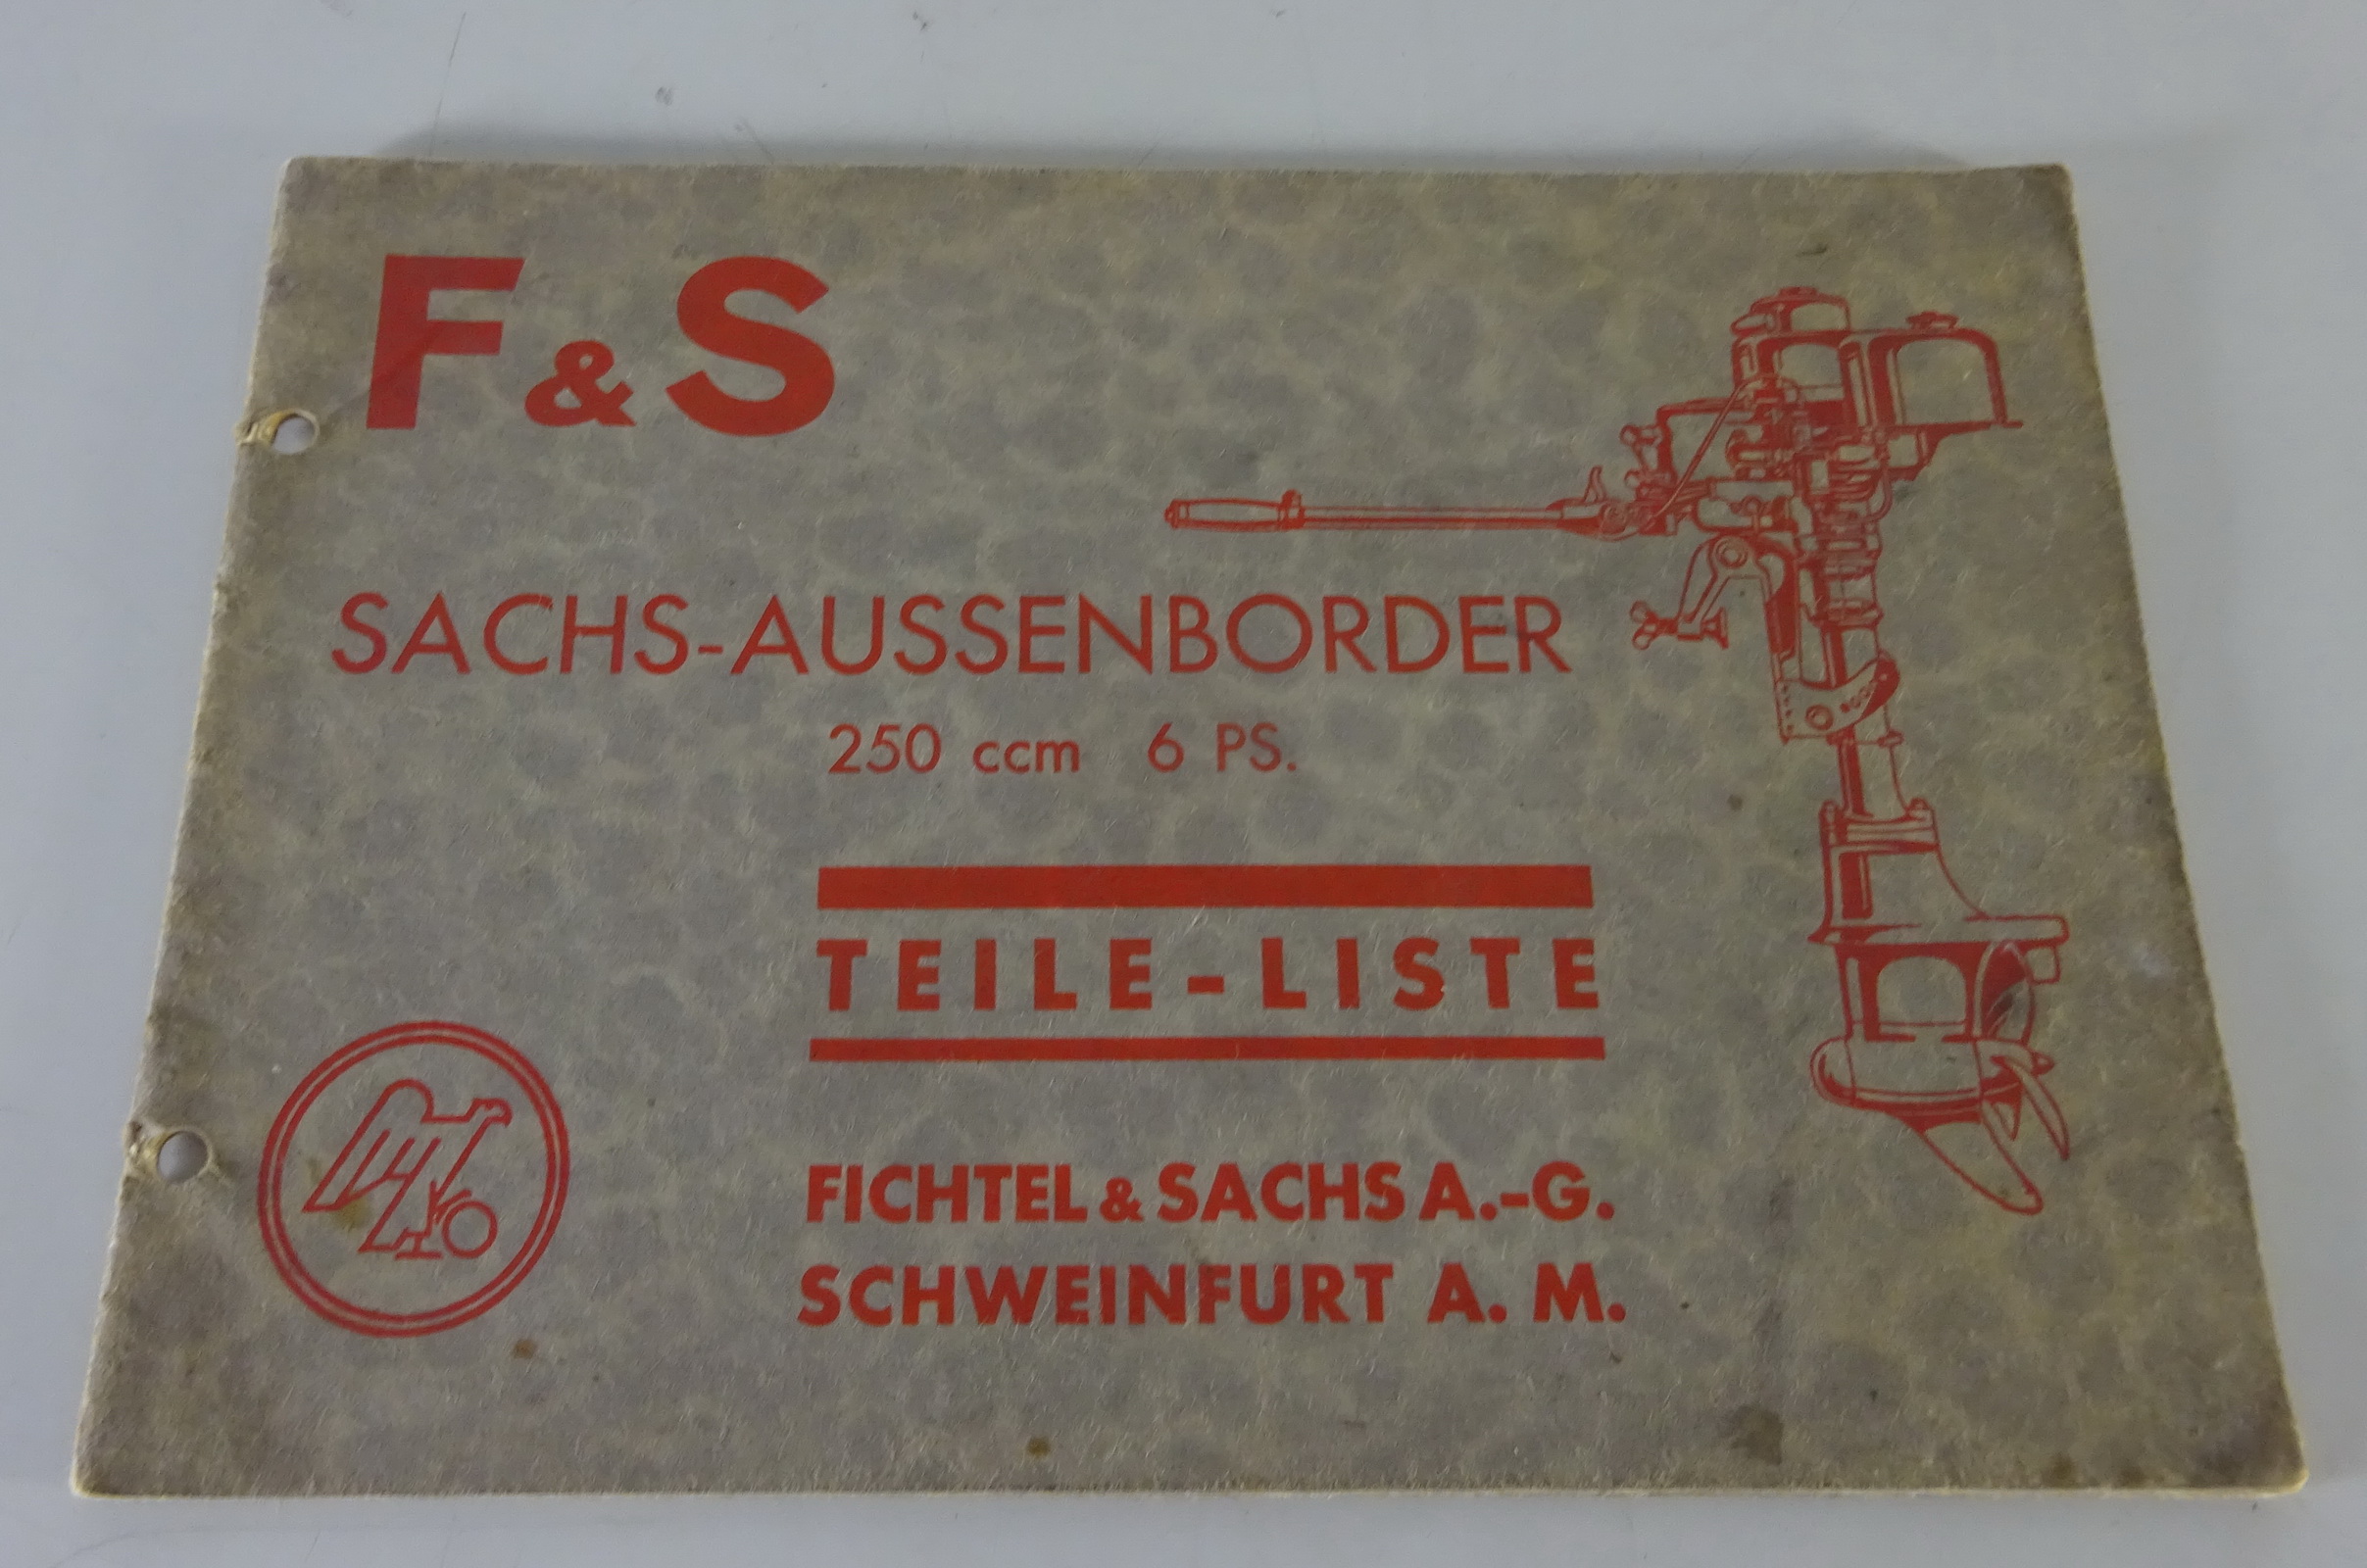 F & S
SACHS-AUSSENBORDER
250 ccm 6 PS.
TEILE-LISTE
FICHTEL & SACHS A.-G.
SCHWEINFURT A. M.